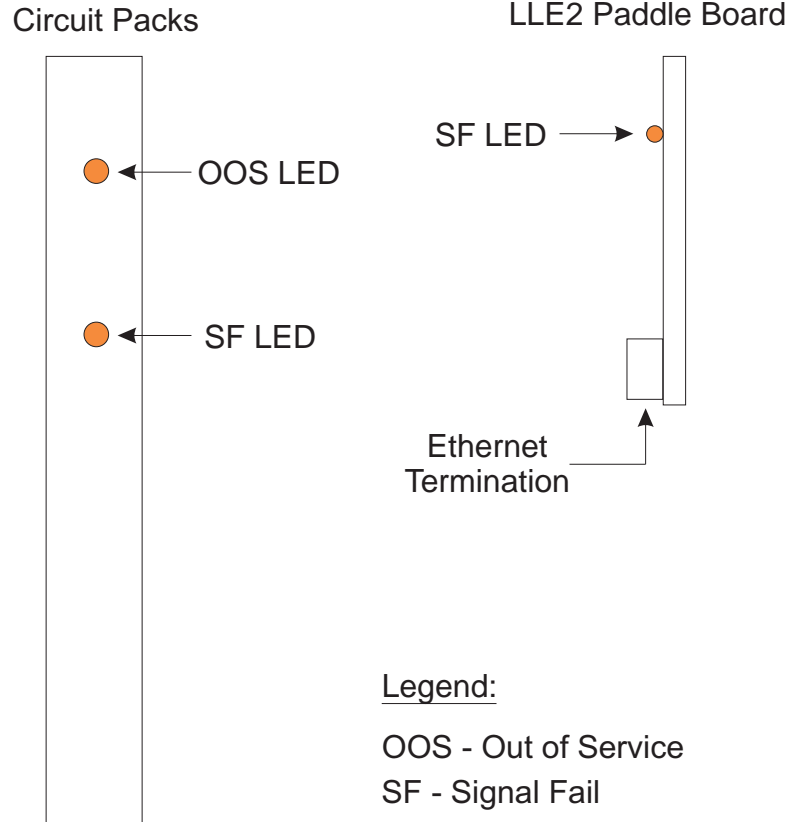 Circuit Packs
LLE2 Paddle Board
OOS LED
SF LED
SF LED
Ethernet
Termination
Legend:
OOS - Out of Service
SF - Signal Fail